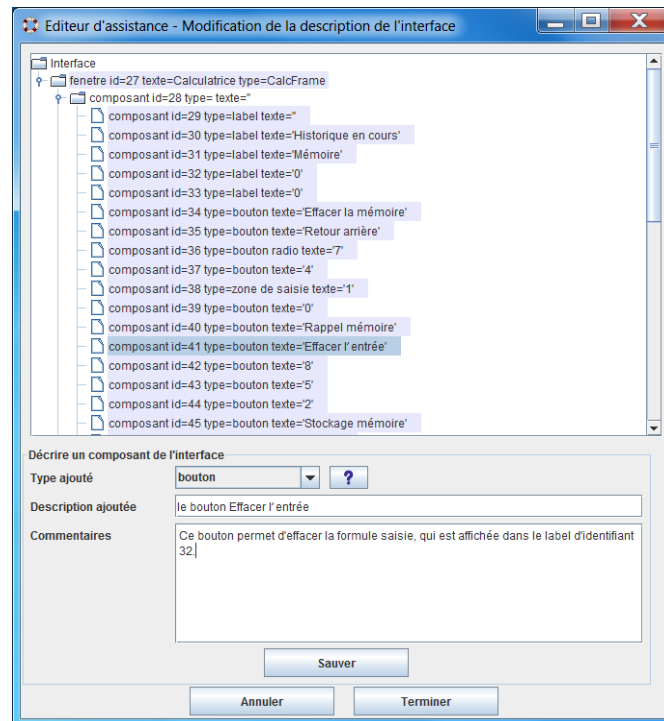 Editeur d'assistance - Modification de la description de l'interface
Interface
fenetre id=27 texte=Calculatrice type=CalcFrame
composant id=28 type= texte=''
composant id=29 type=label texte=''
composant id=30 type=label texte='Historique en cours'
composant id=31 type=label texte='Mémoire'
composant id=32 type=label texte='0'
composant id=33 type=label texte='0'
composant id=34 type=bouton texte='Effacer la mémoire'
composant id=35 type=bouton texte='Retour arrière'
composant id=36 type=bouton radio texte='7'
composant id=37 type=bouton texte='4'
composant id=38 type=zone de saisie texte='1'
composant id=39 type=bouton texte='0'
composant id=40 type=bouton texte='Rappel mémoire'
composant id=41 type=bouton texte='Effacer l'entrée'
composant id=42 type=bouton texte='8'
composant id=43 type=bouton texte='5'
composant id=44 type=bouton texte='2'
composant id=45 type=bouton texte='Stockage mémoire'
Décrire un composant de l'interface
Type ajouté bouton ?
Description ajoutée le bouton Effacer l'entrée
Commentaires Ce bouton permet d'effacer la formule saisie, qui est affichée dans le label d'identifiant
32.
Sauver
Annuler Terminer